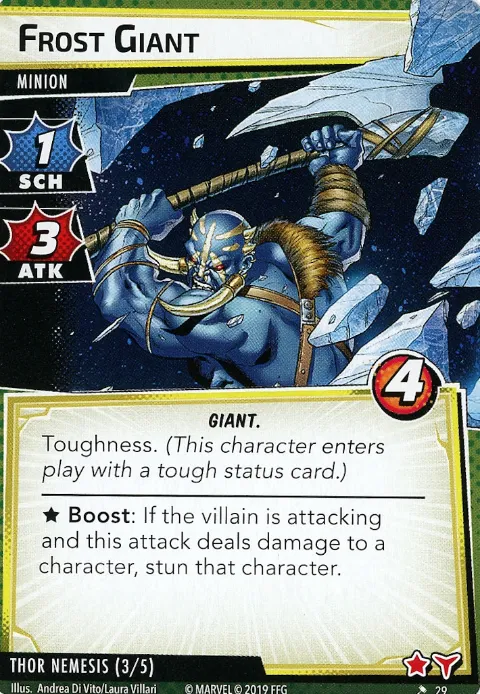 FROST GIANT
MINION
1
SCH
3
ATK
4
GIANT.
Toughness. (This character enters
play with a tough status card.)
★ Boost: If the villain is attacking
and this attack deals damage to a
character, stun that character.
THOR NEMESIS (3/5)
Illus. Andrea Di Vito/Laura Villari
© MARVEL © 2019 FFG
29